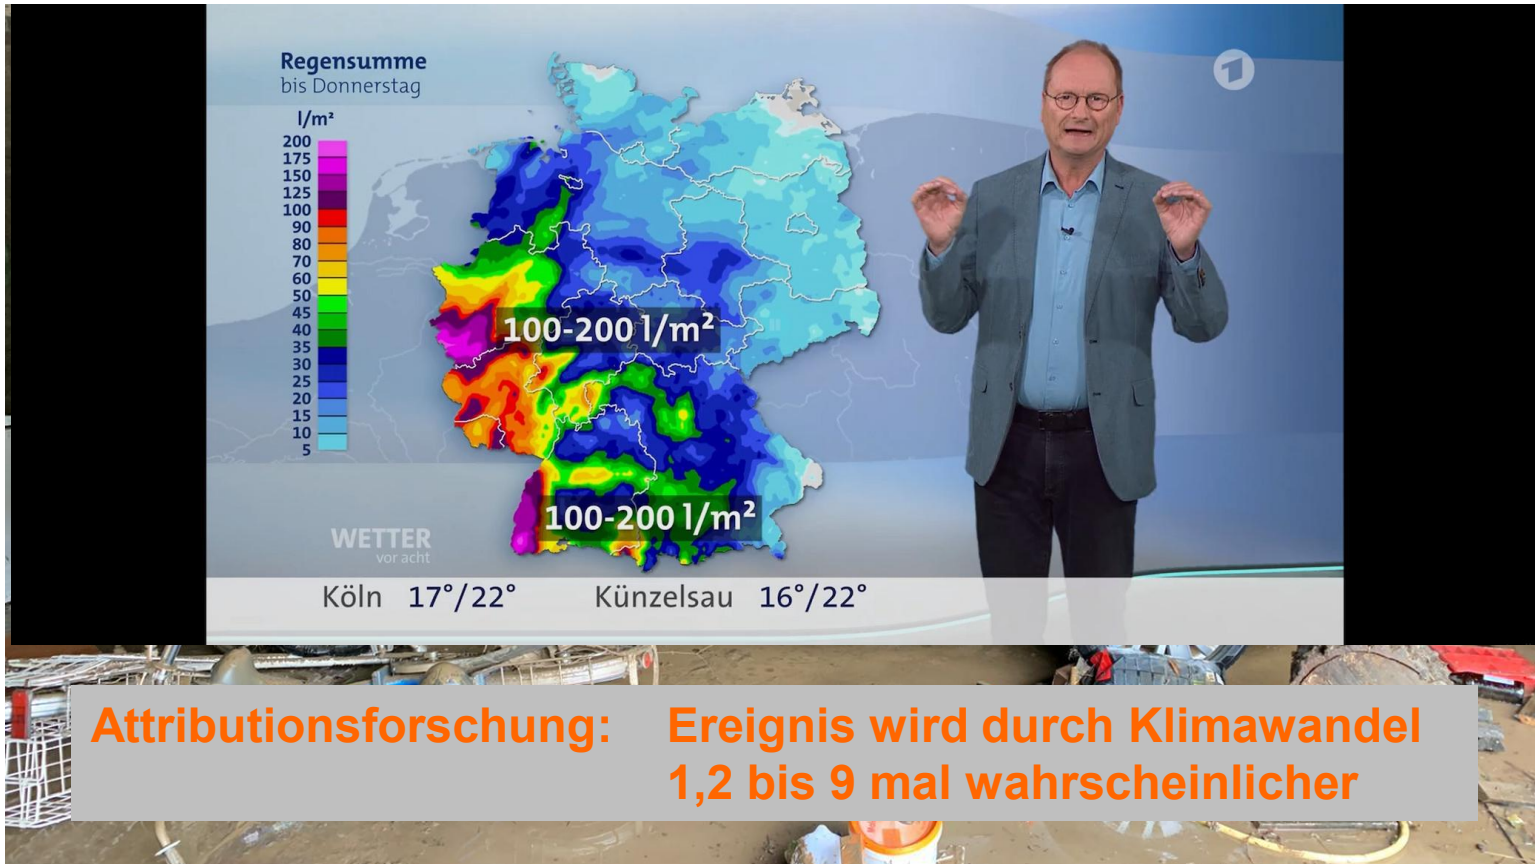 Regensumme
bis Donnerstag
l/m²
200
175
150
125
100
90
80
70
60
50
45
40
35
30
25
20
15
10
5
100-200 l/m²
100-200 l/m²
WETTER
vor acht
1
Köln 17°/22° Künzelsau 16°/22°
Attributionsforschung: Ereignis wird durch Klimawandel
1,2 bis 9 mal wahrscheinlicher